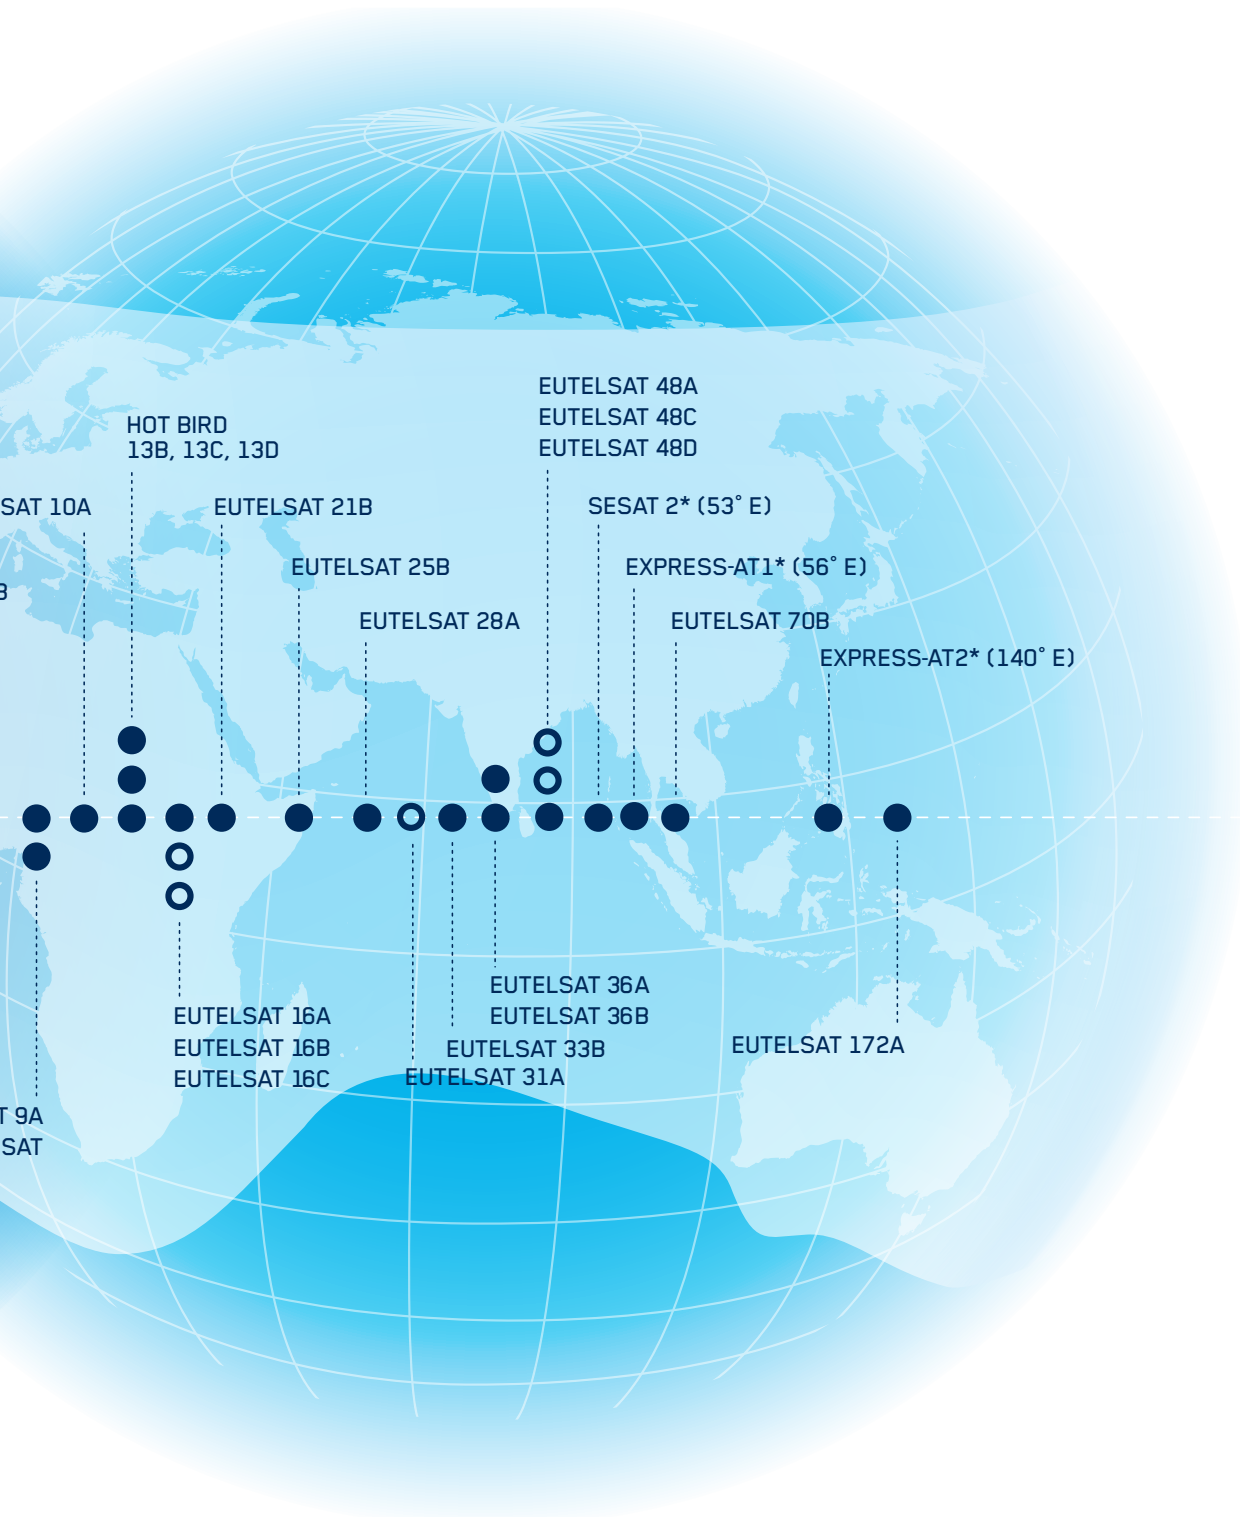 EUTELSAT 48A
EUTELSAT 48C
EUTELSAT 48D
HOT BIRD
13B, 13C, 13D
SAT 10A
EUTELSAT 21B
SESAT 2* (53° E)
EUTELSAT 25B
EXPRESS-AT1* (56° E)
B
EUTELSAT 28A
EUTELSAT 70B
EXPRESS-AT2* (140° E)
EUTELSAT 36A
EUTELSAT 36B
EUTELSAT 16A
EUTELSAT 16B
EUTELSAT 16C
EUTELSAT 33B
EUTELSAT 31A
EUTELSAT 172A
T 9A
SAT